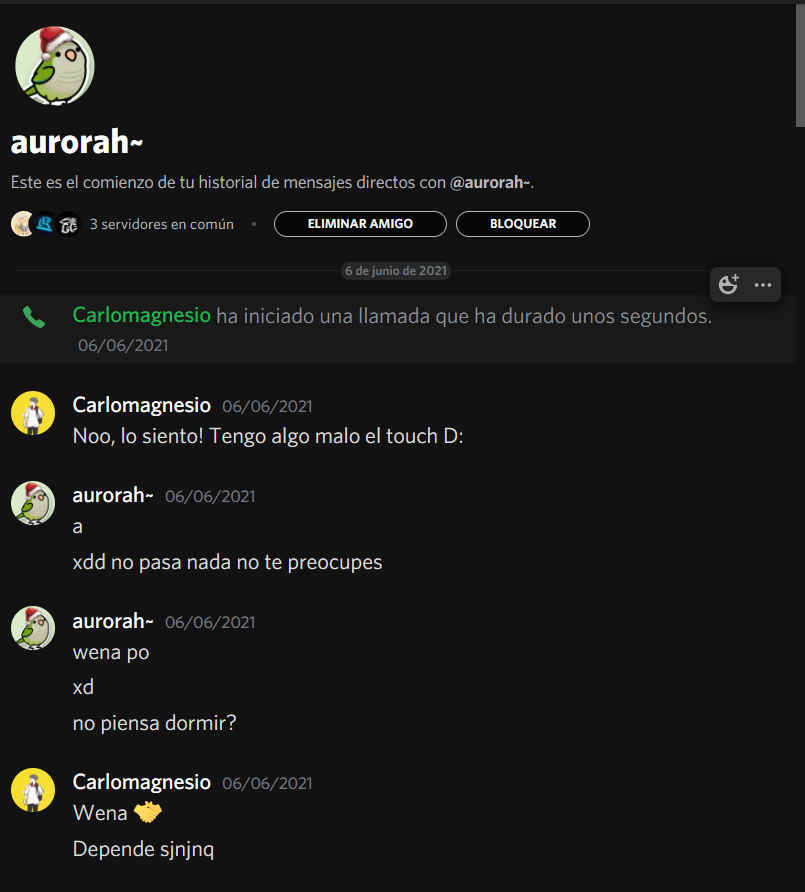 aurorah~
Este es el comienzo de tu historial de mensajes directos con @aurorah~.
3 servidores en común • ELIMINAR AMIGO BLOQUEAR
6 de junio de 2021
Carlomagnesio ha iniciado una llamada que ha durado unos segundos.
06/06/2021
Carlomagnesio 06/06/2021
Noo, lo siento! Tengo algo malo el touch D:
aurorah~ 06/06/2021
a
xdd no pasa nada no te preocupes
aurorah~ 06/06/2021
wena po
xd
no piensa dormir?
Carlomagnesio 06/06/2021
Wena 🤝
Depende sjnjnq